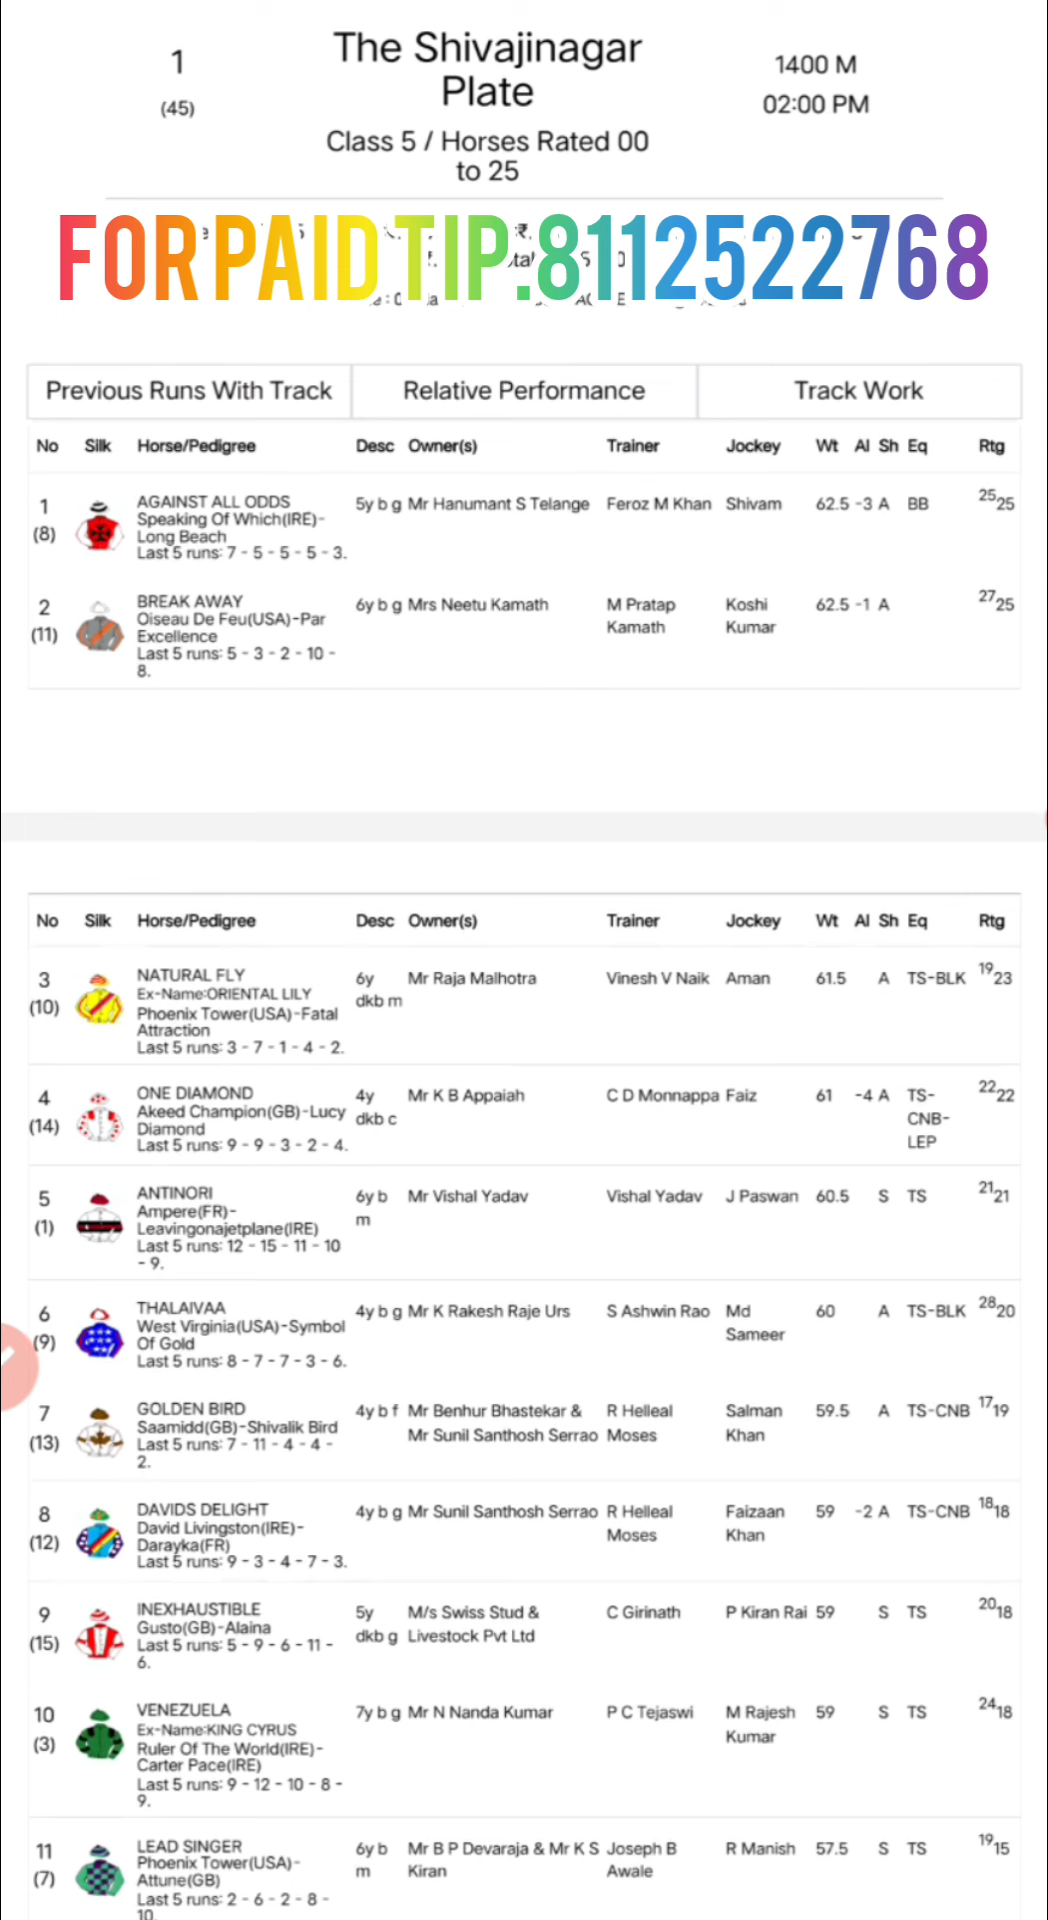 1
(45)
The Shivajinagar
Plate
Class 5 / Horses Rated 00
to 25
1400 M
02:00 PM
FOR PAID TIP.8112522768
Previous Runs With Track Relative Performance Track Work
No Silk Horse/Pedigree Desc Owner(s) Trainer Jockey Wt Al Sh Eq Rtg
1 AGAINST ALL ODDS 5y b g Mr Hanumant S Telange Feroz M Khan Shivam 62.5 -3 A BB 25 25
(8) Speaking Of Which(IRE)-
Long Beach
Last 5 runs: 7 - 5 - 5 - 5 - 3.
2 BREAK AWAY 6y b g Mrs Neetu Kamath M Pratap Koshi 62.5 -1 A 27 25
(11) Oiseau De Feu(USA)-Par Kamath Kumar
Excellence
Last 5 runs: 5 - 3 - 2 - 10 -
8.
No Silk Horse/Pedigree Desc Owner(s) Trainer Jockey Wt Al Sh Eq Rtg
3 NATURAL FLY 6y Mr Raja Malhotra Vinesh V Naik Aman 61.5 A TS-BLK 19 23
(10) Ex-Name:ORIENTAL LILY dkb m
Phoenix Tower(USA)-Fatal
Attraction
Last 5 runs: 3 - 7 - 1 - 4 - 2.
4 ONE DIAMOND 4y Mr K B Appaiah C D Monnappa Faiz 61 -4 A TS- 22 22
(14) Akeed Champion(GB)-Lucy dkb c CNB-
Diamond LEP
Last 5 runs: 9 - 9 - 3 - 2 - 4.
5 ANTINORI 6y b Mr Vishal Yadav Vishal Yadav J Paswan 60.5 S TS 21 21
(1) Ampere(FR)- m
Leavingonajetplane(IRE)
Last 5 runs: 12 - 15 - 11 - 10
- 9.
6 THALAIVAA 4y b g Mr K Rakesh Raje Urs S Ashwin Rao Md 60 A TS-BLK 28 20
(9) West Virginia(USA)-Symbol Sameer
Of Gold
Last 5 runs: 8 - 7 - 7 - 3 - 6.
7 GOLDEN BIRD 4y b f Mr Benhur Bhastekar & R Helleal Salman 59.5 A TS-CNB 17 19
(13) Saamidd(GB)-Shivalik Bird Mr Sunil Santhosh Serrao Moses Khan
Last 5 runs: 7 - 11 - 4 - 4 -
2.
8 DAVIDS DELIGHT 4y b g Mr Sunil Santhosh Serrao R Helleal Faizaan 59 -2 A TS-CNB 18 18
(12) David Livingston(IRE)- Moses Khan
Darayka(FR)
Last 5 runs: 9 - 3 - 4 - 7 - 3.
9 INEXHAUSTIBLE 5y M/s Swiss Stud & C Girinath P Kiran Rai 59 S TS 20 18
(15) Gusto(GB)-Alaina dkb g Livestock Pvt Ltd
Last 5 runs: 5 - 9 - 6 - 11 -
6.
10 VENEZUELA 7y b g Mr N Nanda Kumar P C Tejaswi M Rajesh 59 S TS 24 18
(3) Ex-Name:KING CYRUS Kumar
Ruler Of The World(IRE)-
Carter Pace(IRE)
Last 5 runs: 9 - 12 - 10 - 8 -
9.
11 LEAD SINGER 6y b Mr B P Devaraja & Mr K S Joseph B R Manish 57.5 S TS 19 15
(7) Phoenix Tower(USA)- m Kiran Awale
Attune(GB)
Last 5 runs: 2 - 6 - 2 - 8 -
10.